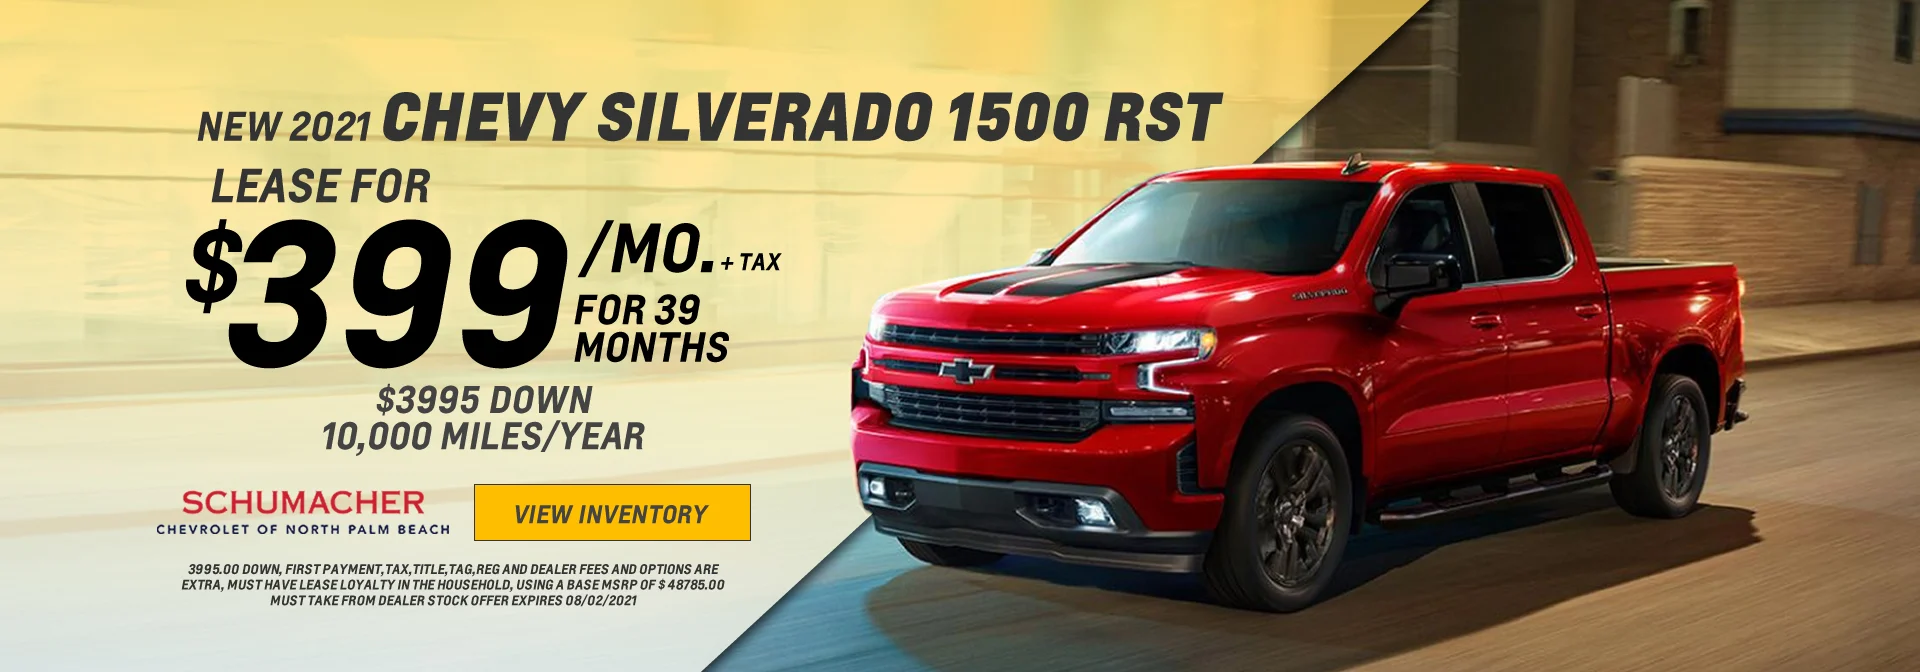 NEW 2021 CHEVY SILVERADO 1500 RST
LEASE FOR
$399 /MO. + TAX
FOR 39
MONTHS
$3995 DOWN
10,000 MILES/YEAR
SCHUMACHER
CHEVROLET OF NORTH PALM BEACH
VIEW INVENTORY
3995.00 DOWN, FIRST PAYMENT,TAX,TITLE,TAG,REG AND DEALER FEES AND OPTIONS ARE
EXTRA, MUST HAVE LEASE LOYALTY IN THE HOUSEHOLD, USING A BASE MSRP OF $ 48785.00
MUST TAKE FROM DEALER STOCK OFFER EXPIRES 08/02/2021
SILVERADO